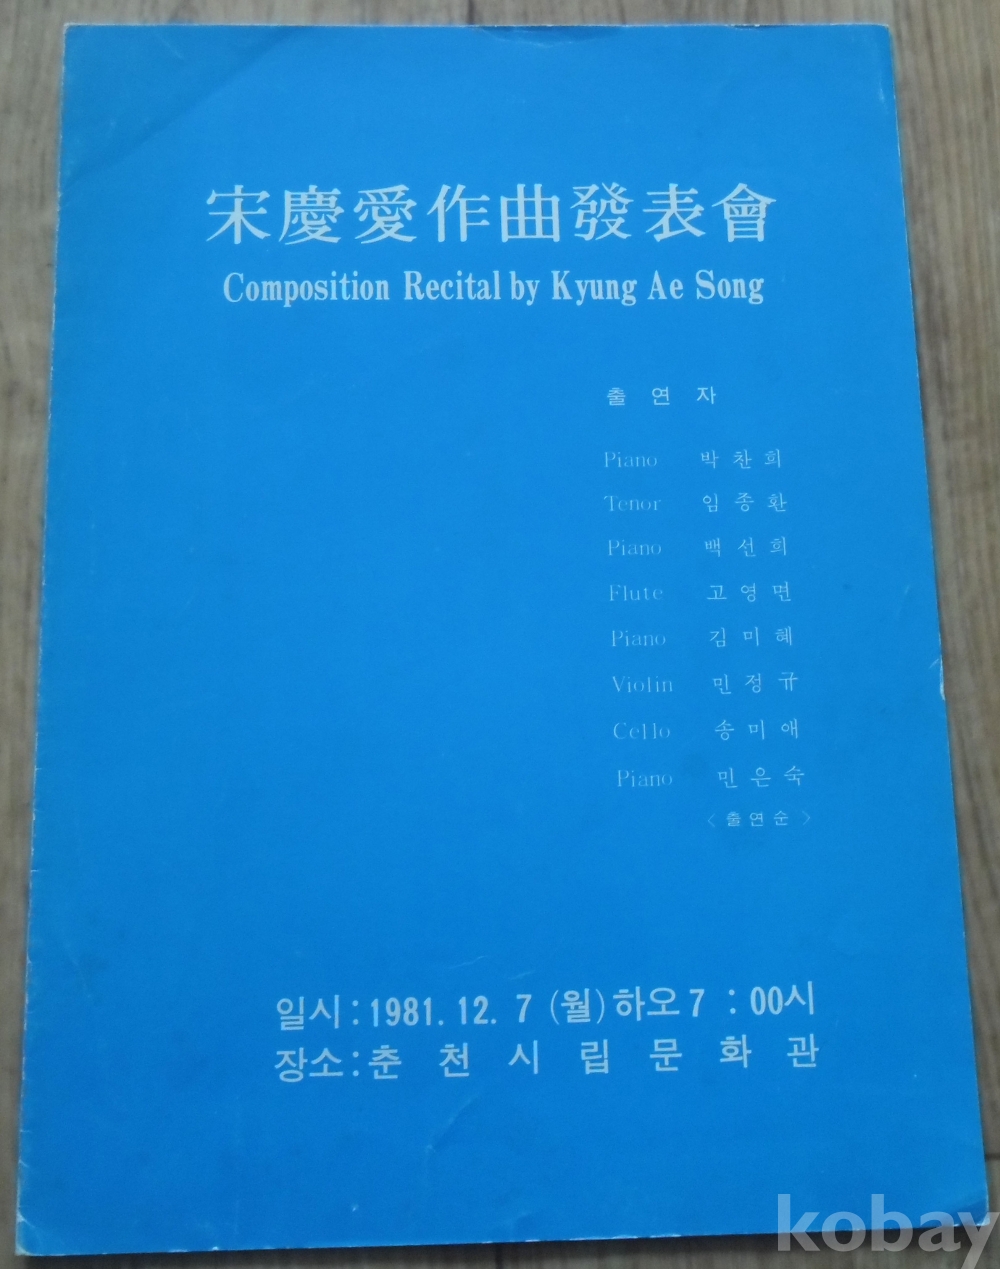 宋慶愛作曲發表會
Composition Recital by Kyung Ae Song
출연자
Piano 박찬희
Tenor 임종환
Piano 백선희
Flute 고영면
Piano 김미혜
Violin 민정규
Cello 송미애
Piano 민은숙
<출연순>
일시:1981. 12. 7 (월)하오7 : 00시
장소:춘천시립문화관
kobay